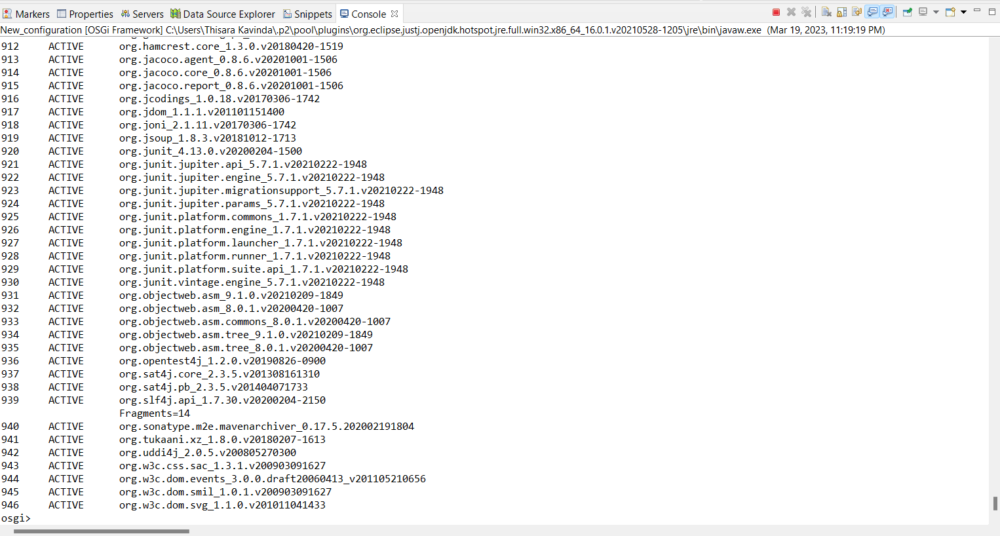 Markers Properties Servers Data Source Explorer Snippets Console
New_configuration [OSGi Framework] C:\Users\Thisara Kavinda\.p2\pool\plugins\org.eclipse.justj.openjdk.hotspot.jre.full.win32.x86_64_16.0.1.v20210528-1205\jre\bin\javaw.exe (Mar 19, 2023, 11:19:19 PM)
912 ACTIVE org.hamcrest.core_1.3.0.v20180420-1519
913 ACTIVE org.jacoco.agent_0.8.6.v20201001-1506
914 ACTIVE org.jacoco.core_0.8.6.v20201001-1506
915 ACTIVE org.jacoco.report_0.8.6.v20201001-1506
916 ACTIVE org.jcodings_1.0.18.v20170306-1742
917 ACTIVE org.jdom_1.1.1.v201101151400
918 ACTIVE org.joni_2.1.11.v20170306-1742
919 ACTIVE org.jsoup_1.8.3.v20181012-1713
920 ACTIVE org.junit_4.13.0.v20200204-1500
921 ACTIVE org.junit.jupiter.api_5.7.1.v20210222-1948
922 ACTIVE org.junit.jupiter.engine_5.7.1.v20210222-1948
923 ACTIVE org.junit.jupiter.migrationsupport_5.7.1.v20210222-1948
924 ACTIVE org.junit.jupiter.params_5.7.1.v20210222-1948
925 ACTIVE org.junit.platform.commons_1.7.1.v20210222-1948
926 ACTIVE org.junit.platform.engine_1.7.1.v20210222-1948
927 ACTIVE org.junit.platform.launcher_1.7.1.v20210222-1948
928 ACTIVE org.junit.platform.runner_1.7.1.v20210222-1948
929 ACTIVE org.junit.platform.suite.api_1.7.1.v20210222-1948
930 ACTIVE org.junit.vintage.engine_5.7.1.v20210222-1948
931 ACTIVE org.objectweb.asm_9.1.0.v20210209-1849
932 ACTIVE org.objectweb.asm_8.0.1.v20200420-1007
933 ACTIVE org.objectweb.asm.commons_8.0.1.v20200420-1007
934 ACTIVE org.objectweb.asm.tree_9.1.0.v20210209-1849
935 ACTIVE org.objectweb.asm.tree_8.0.1.v20200420-1007
936 ACTIVE org.opentest4j_1.2.0.v20190826-0900
937 ACTIVE org.sat4j.core_2.3.5.v201308161310
938 ACTIVE org.sat4j.pb_2.3.5.v201404071733
939 ACTIVE org.slf4j.api_1.7.30.v20200204-2150
Fragments=14
940 ACTIVE org.sonatype.m2e.mavenarchiver_0.17.5.202002191804
941 ACTIVE org.tukaani.xz_1.8.0.v20180207-1613
942 ACTIVE org.uddi4j_2.0.5.v200805270300
943 ACTIVE org.w3c.css.sac_1.3.1.v200903091627
944 ACTIVE org.w3c.dom.events_3.0.0.draft20060413_v201105210656
945 ACTIVE org.w3c.dom.smil_1.0.1.v200903091627
946 ACTIVE org.w3c.dom.svg_1.1.0.v201011041433
osgi>